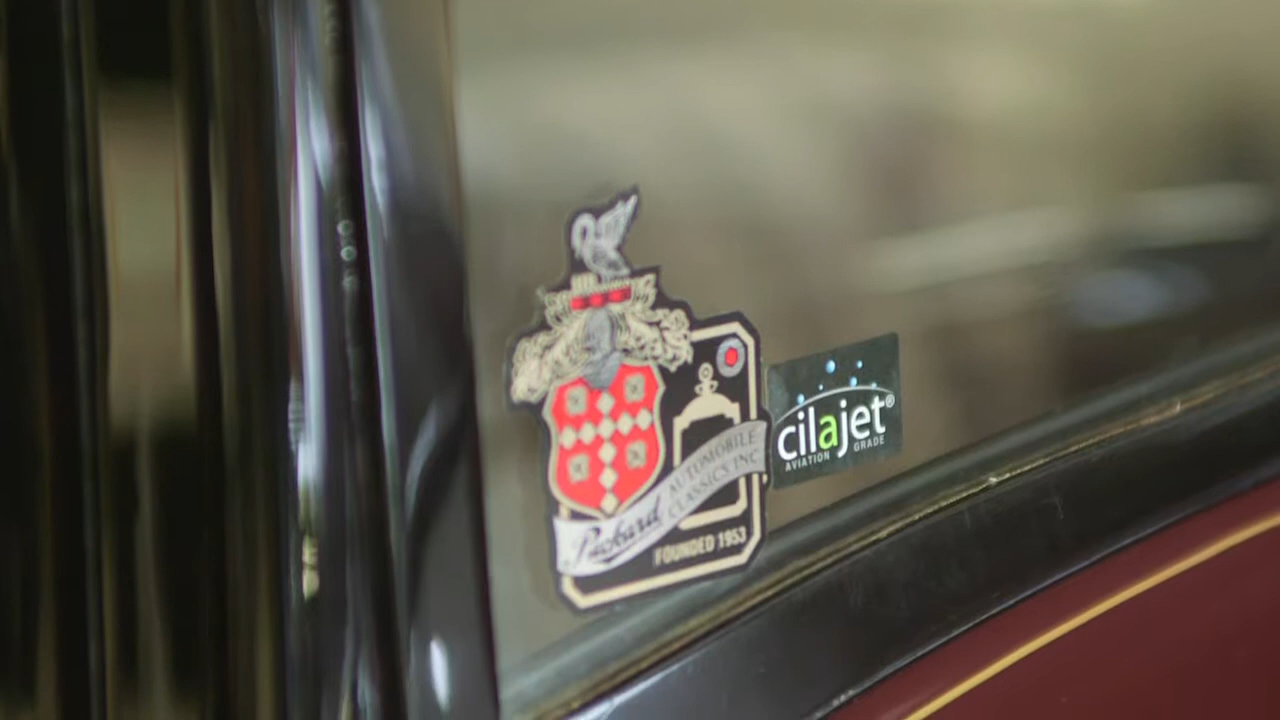 AUTOMOBILE
CLASSICS INC
Packard
FOUNDED 1953
cilajet®
AVIATION GRADE